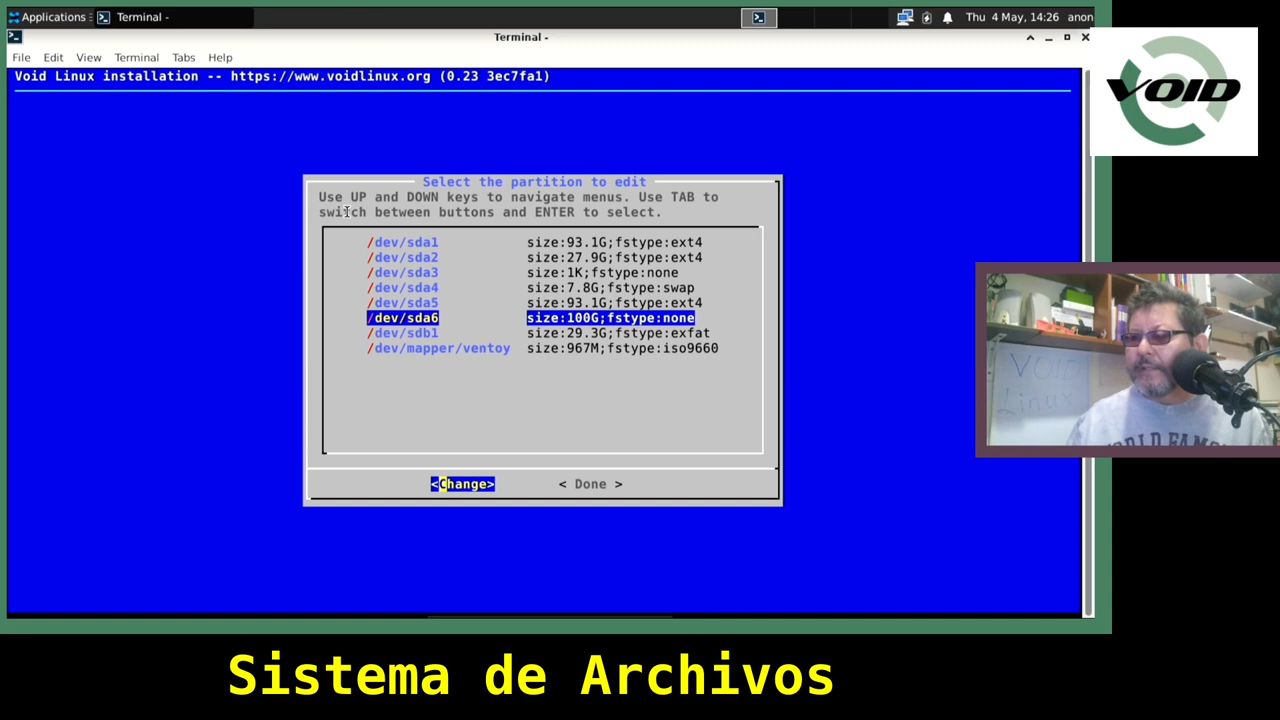 Applications
Terminal -
Thu 4 May, 14:26 anon
Terminal -
File Edit View Terminal Tabs Help
Void Linux installation -- https://www.voidlinux.org (0.23 3ec7fa1)
VOID
Select the partition to edit
Use UP and DOWN keys to navigate menus. Use TAB to
switch between buttons and ENTER to select.
/dev/sda1 size:93.1G;fstype:ext4
/dev/sda2 size:27.9G;fstype:ext4
/dev/sda3 size:1K;fstype:none
/dev/sda4 size:7.8G;fstype:swap
/dev/sda5 size:93.1G;fstype:ext4
/dev/sda6 size:100G;fstype:none
/dev/sdb1 size:29.3G;fstype:exfat
/dev/mapper/ventoy size:967M;fstype:iso9660
<Change> < Done >
VOID
Linux
WORLD FAMO
Sistema de Archivos